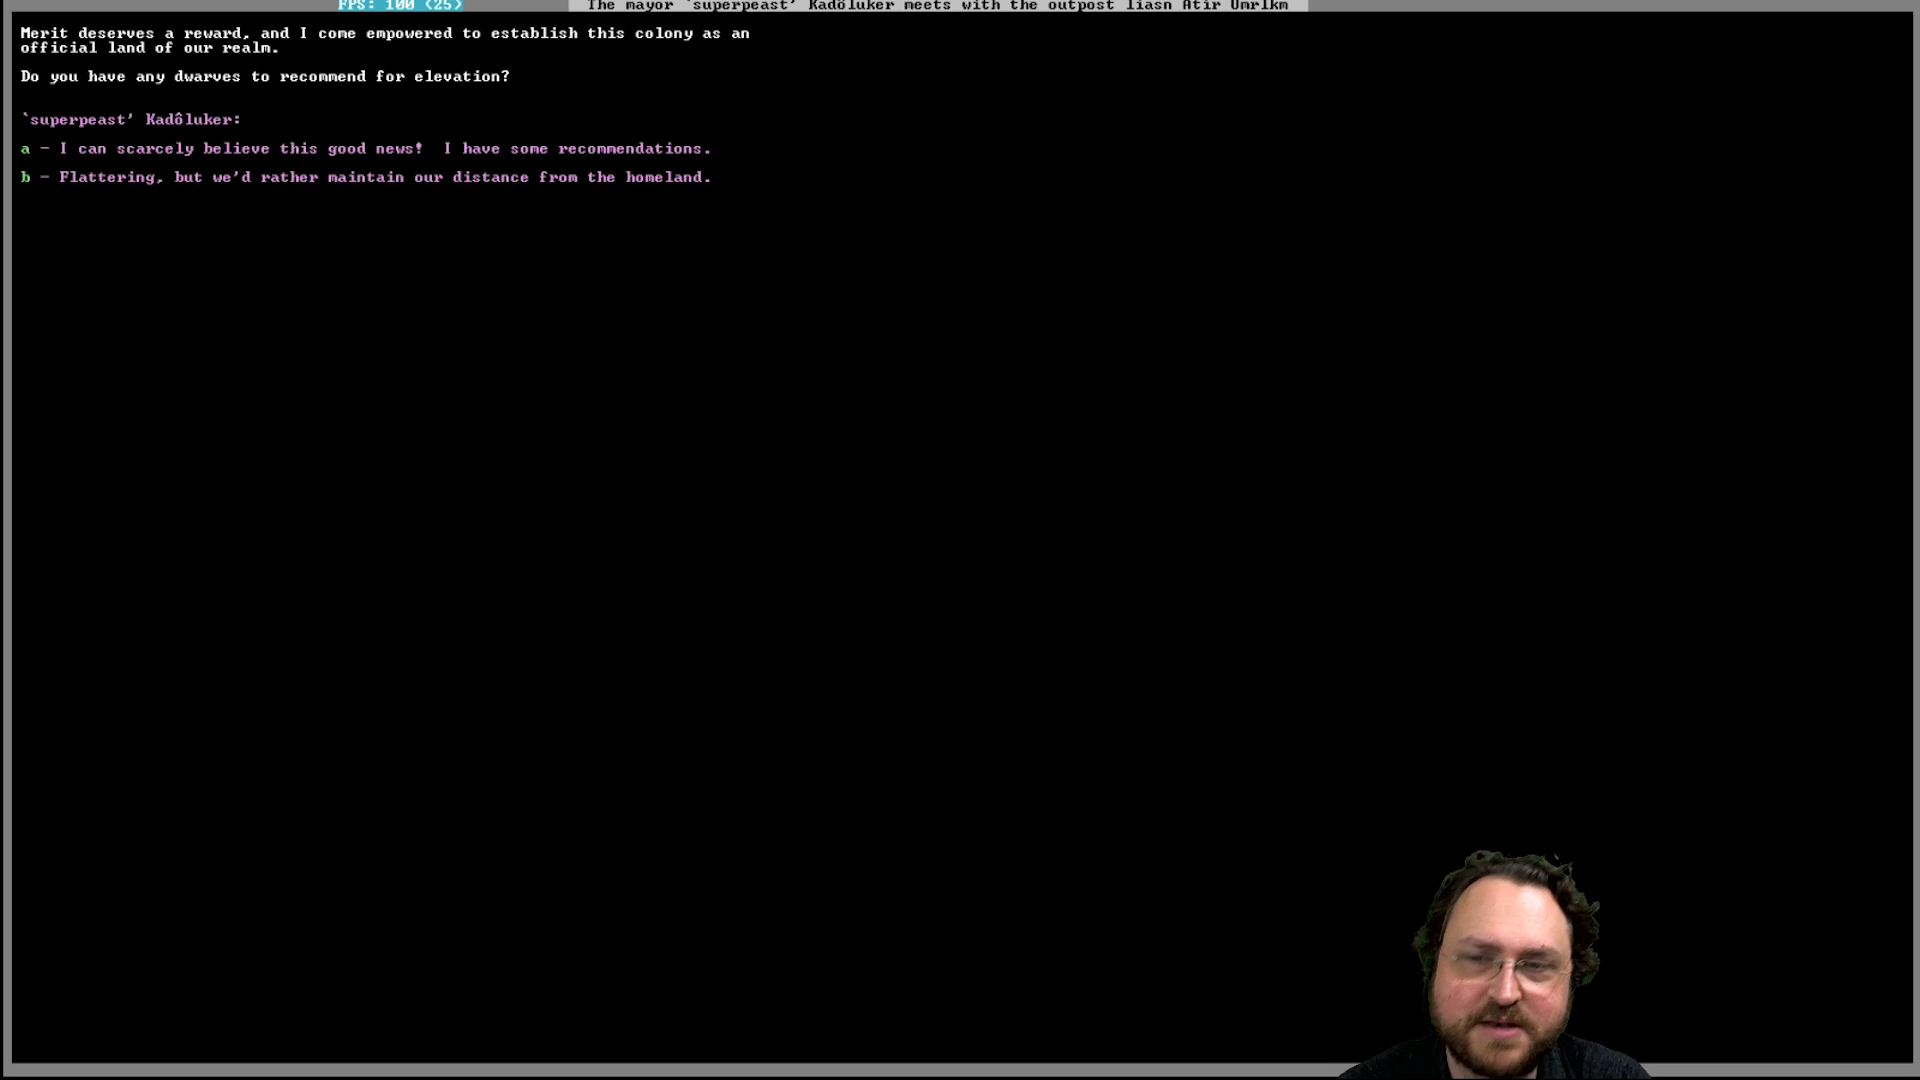 FPS: 100 (25)
The mayor `superpeast' Kadôluker meets with the outpost liasn Atir
Merit deserves a reward, and I come empowered to establish this colony as an
official land of our realm.
Do you have any dwarves to recommend for elevation?
`superpeast' Kadôluker:
a - I can scarcely believe this good news!  I have some recommendations.
b - Flattering, but we'd rather maintain our distance from the homeland.